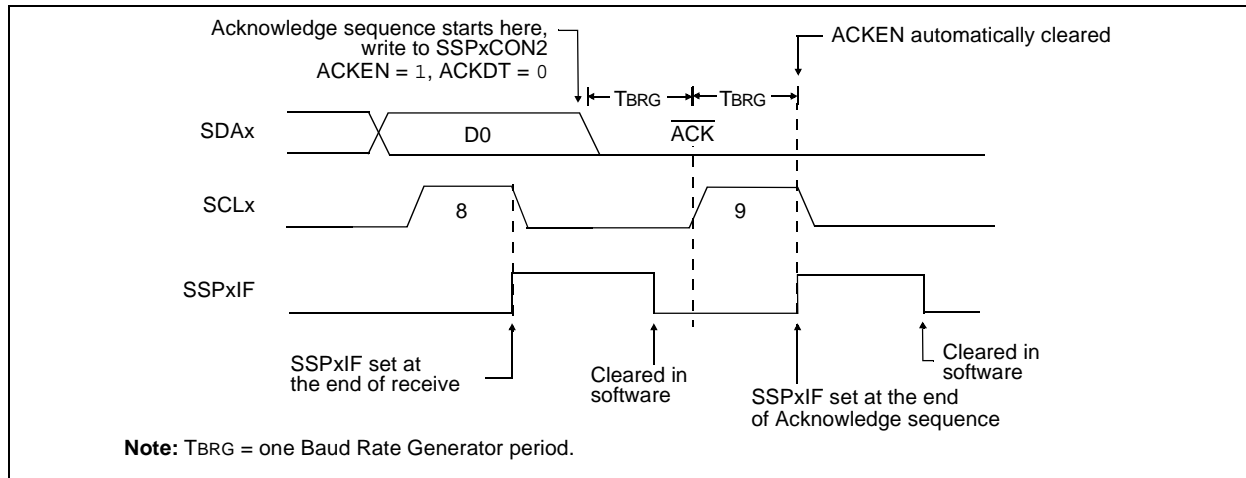 Acknowledge sequence starts here,
write to SSPxCON2
ACKEN = 1, ACKDT = 0
ACKEN automatically cleared
TBRG
TBRG
SDAx
D0
ACK
SCLx
8
9
SSPxIF
SSPxIF set at
the end of receive
Cleared in
software
SSPxIF set at the end
of Acknowledge sequence
Cleared in
software
Note: TBRG = one Baud Rate Generator period.